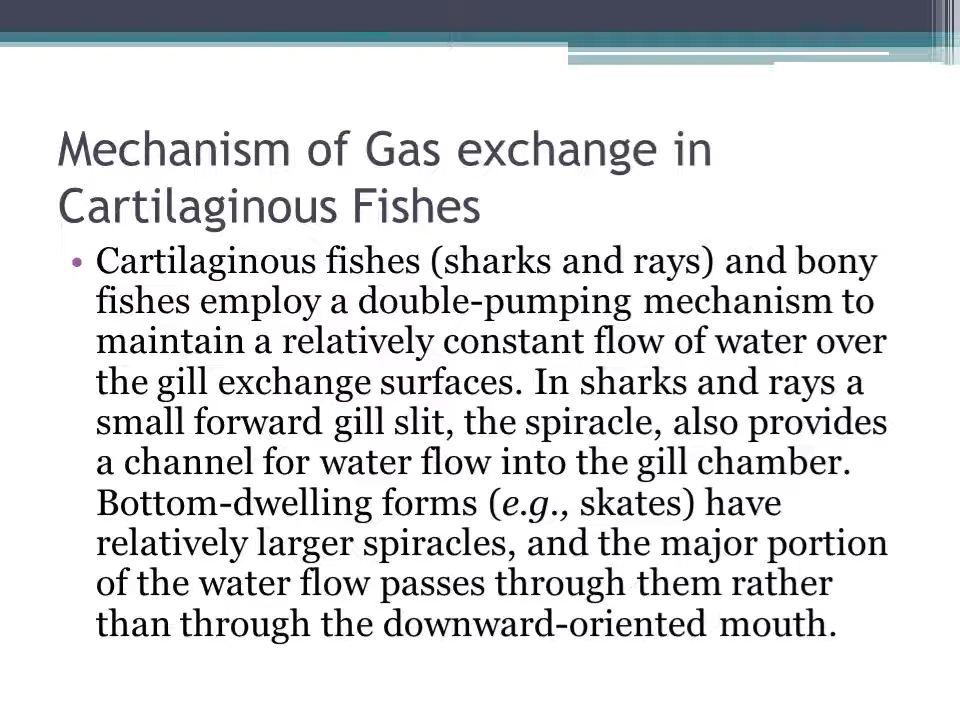 Mechanism of Gas exchange in
Cartilaginous Fishes
• Cartilaginous fishes (sharks and rays) and bony
fishes employ a double-pumping mechanism to
maintain a relatively constant flow of water over
the gill exchange surfaces. In sharks and rays a
small forward gill slit, the spiracle, also provides
a channel for water flow into the gill chamber.
Bottom-dwelling forms (e.g., skates) have
relatively larger spiracles, and the major portion
of the water flow passes through them rather
than through the downward-oriented mouth.